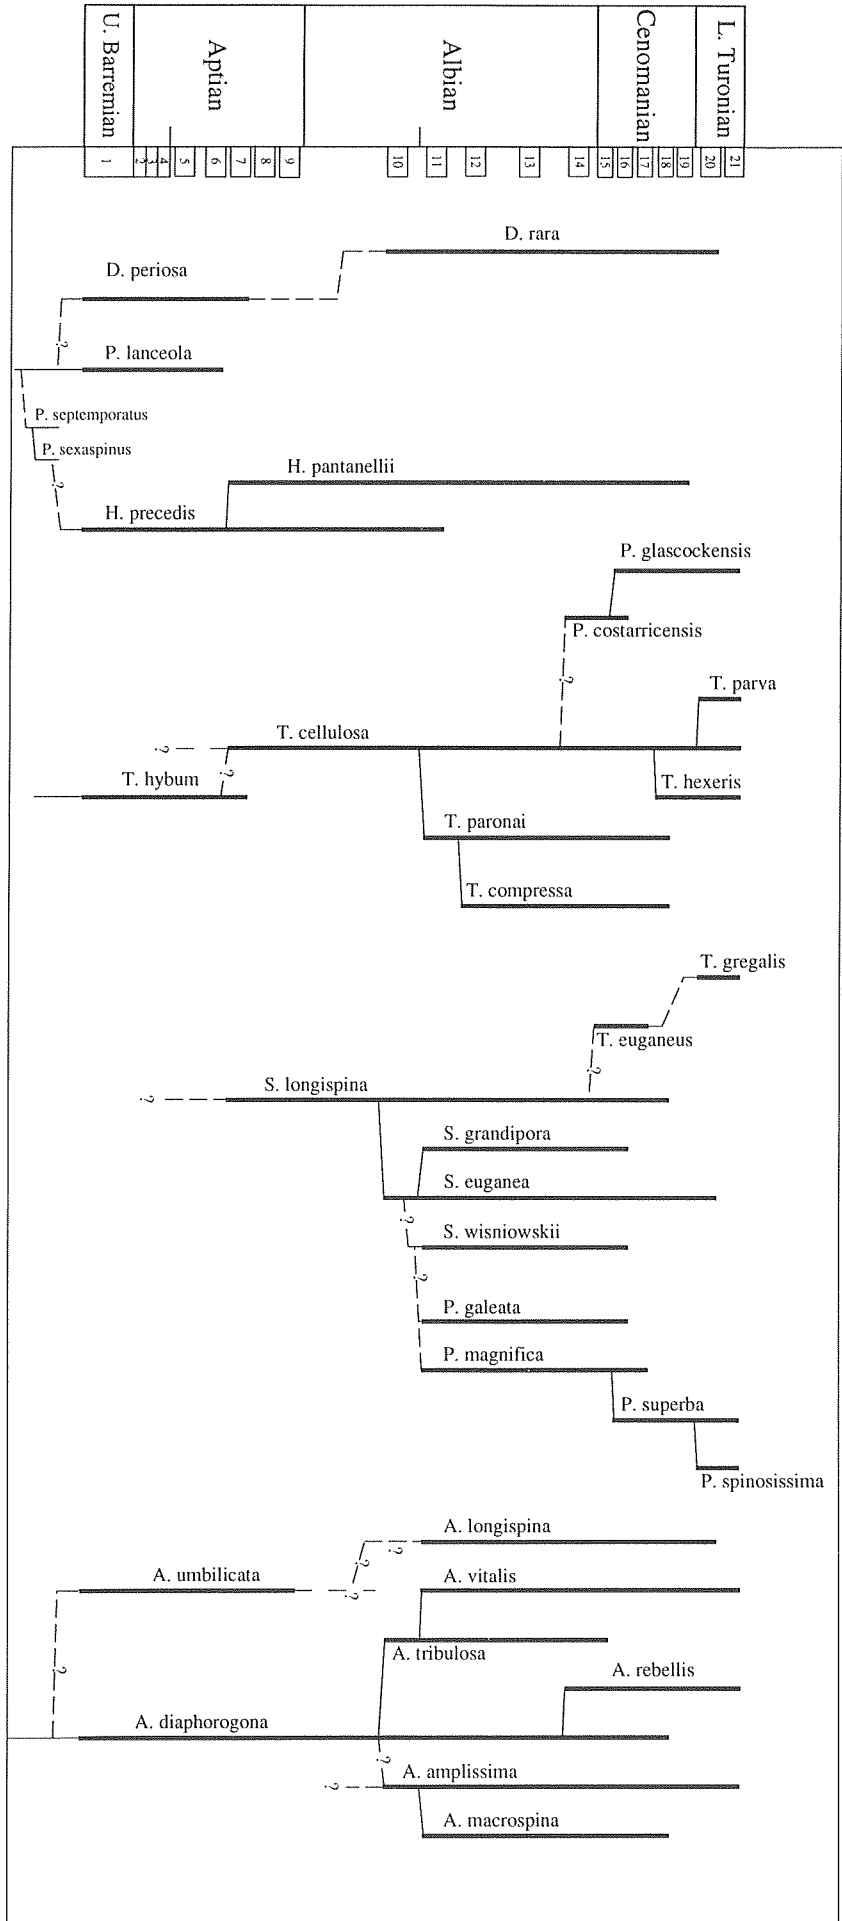 U. Barremian
Aptian
Albian
Cenomanian
L. Turonian
1
2
3
4
5
6
7
8
9
10
11
12
13
14
15
16
17
18
19
20
21
D. rara
D. periosa
?
P. lanceola
P. septemporatus
P. sexaspinus
?
H. pantanellii
H. precedis
P. glascockensis
P. costarricensis
?
T. parva
T. cellulosa
?
?
T. hybum
T. hexeris
T. paronai
T. compressa
T. gregalis
T. euganeus
?
S. longispina
?
S. grandipora
S. euganea
?
S. wisniowskii
?
P. galeata
P. magnifica
P. superba
P. spinosissima
A. longispina
?
?
A. umbilicata
?
A. vitalis
A. tribulosa
?
A. rebellis
A. diaphorogona
?
A. amplissima
?
A. macrospina